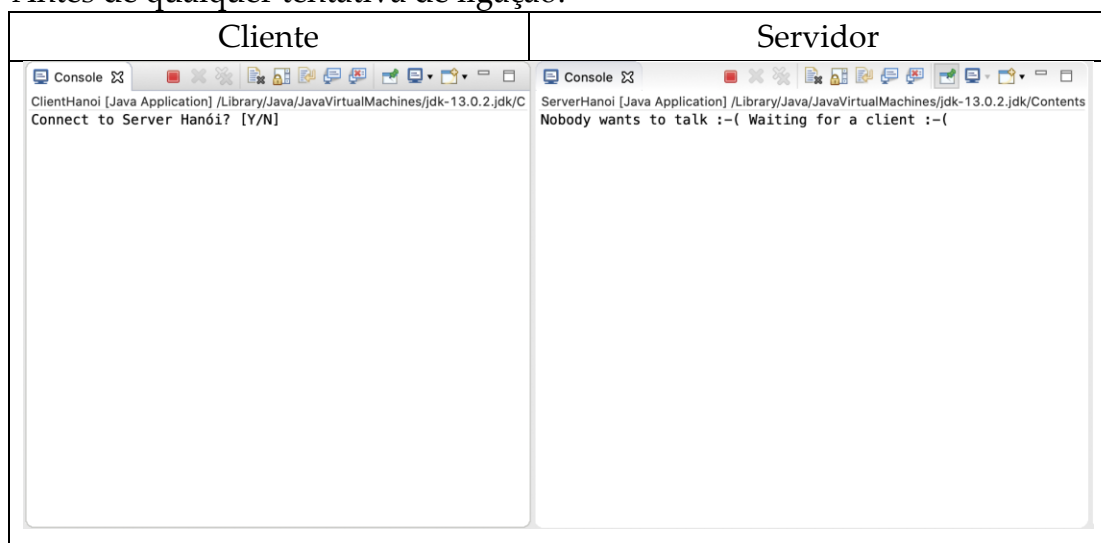 Antes de qualquer tentativa de ligação:
Cliente
Servidor
Console
ClientHanoi [Java Application] /Library/Java/JavaVirtualMachines/jdk-13.0.2.jdk/C
Connect to Server Hanói? [Y/N]
Console
ServerHanoi [Java Application] /Library/Java/JavaVirtualMachines/jdk-13.0.2.jdk/Contents
Nobody wants to talk :-( Waiting for a client :-(